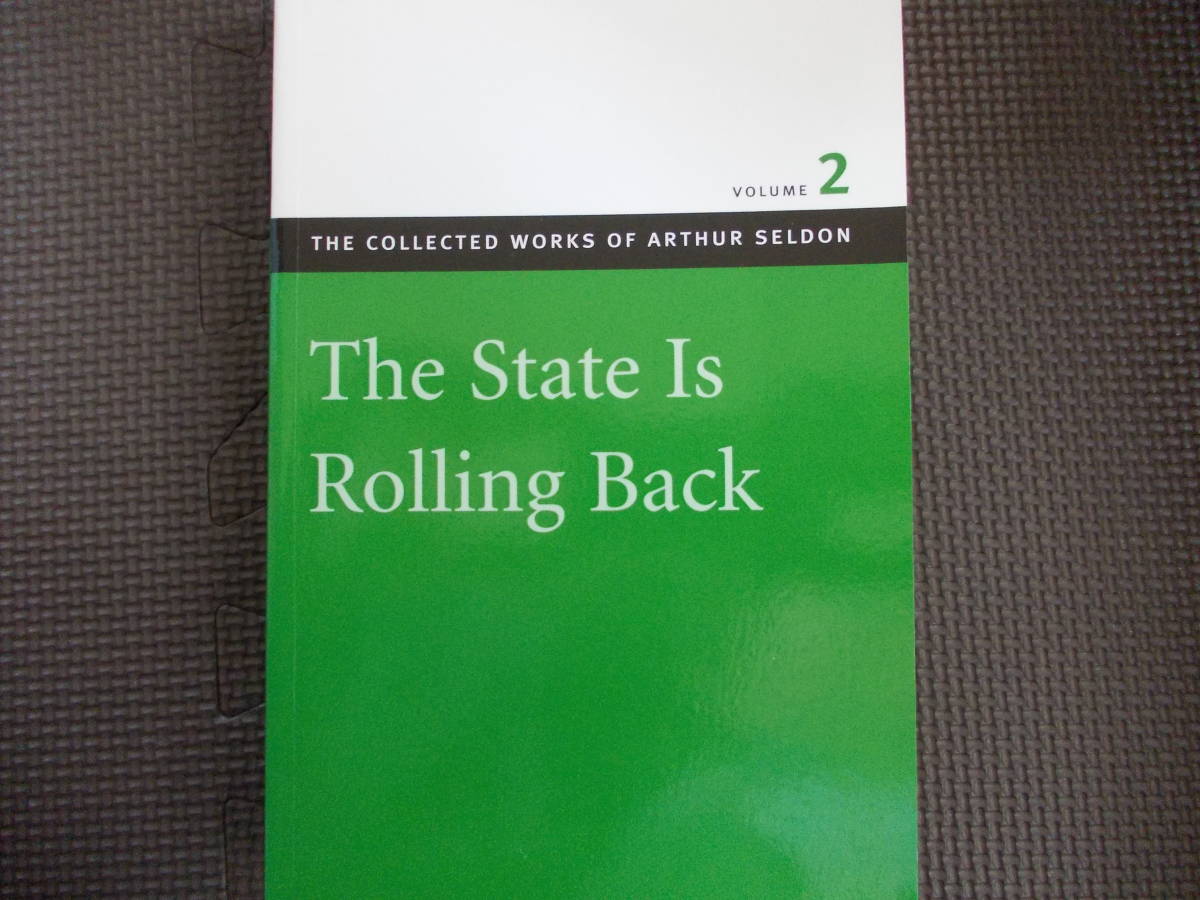 VOLUME 2
THE COLLECTED WORKS OF ARTHUR SELDON
The State Is
Rolling Back